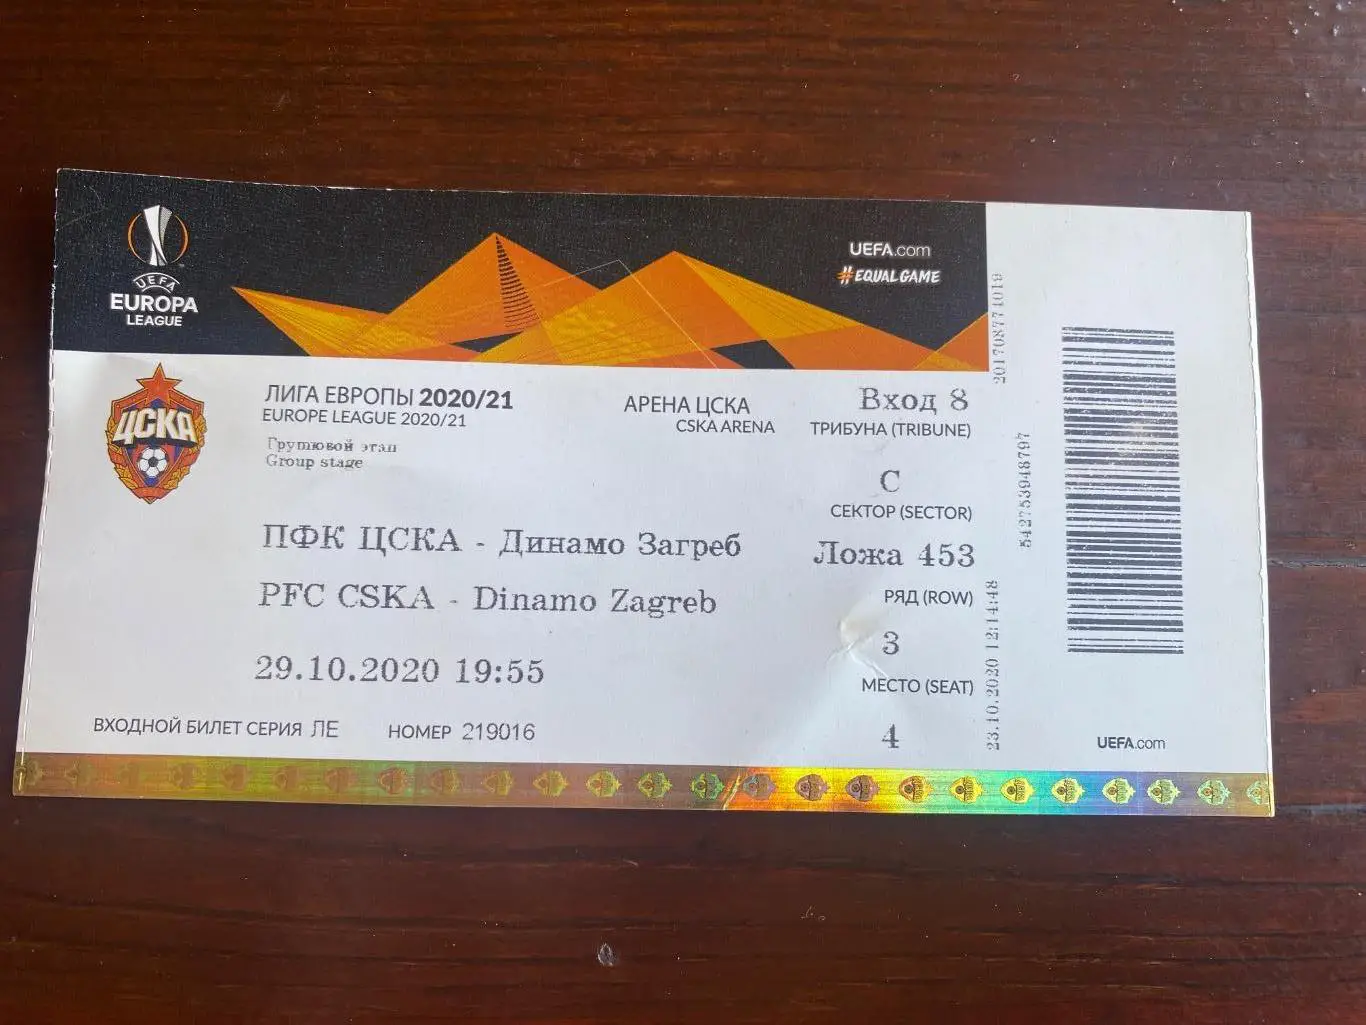 UEFA
EUROPA
LEAGUE
UEFA.com
#EQUALGAME
ЦСКА
ЛИГА ЕВРОПЫ 2020/21
EUROPE LEAGUE 2020/21
Групповой этап
Group stage
АРЕНА ЦСКА
CSKA ARENA
ПФК ЦСКА - Динамо Загреб
PFC CSKA - Dinamo Zagreb
29.10.2020 19:55
ВХОДНОЙ БИЛЕТ СЕРИЯ ЛЕ НОМЕР 219016
Вход 8
ТРИБУНА (TRIBUNE)
C
СЕКТОР (SECTOR)
Ложа 453
РЯД (ROW)
3
МЕСТО (SEAT)
4
23.10.2020 12:14:48
542753948797
201708771019
UEFA.com